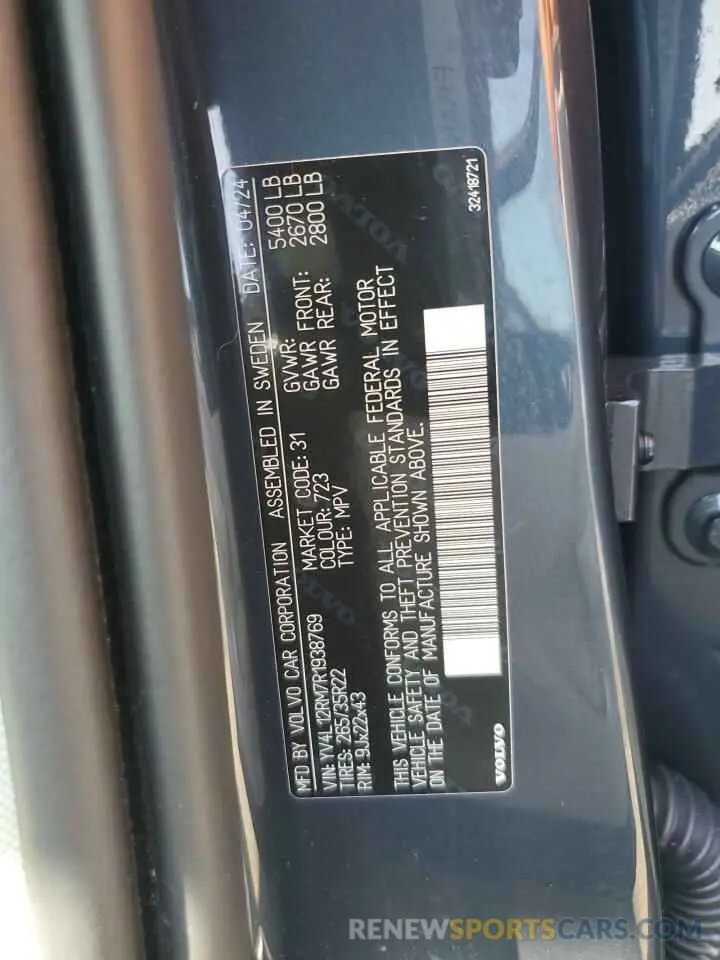 MFD BY VOLVO CAR CORPORATION ASSEMBLED IN SWEDEN DATE: 04/24
VIN: YV4L12RM7R1938769 MARKET CODE: 31 GVWR: 5400 LB
TIRES: 265/35R22 COLOUR: 723 GAWR FRONT: 2670 LB
RIM: 9Jx22x43 TYPE: MPV GAWR REAR: 2800 LB
THIS VEHICLE CONFORMS TO ALL APPLICABLE FEDERAL MOTOR
VEHICLE SAFETY AND THEFT PREVENTION STANDARDS IN EFFECT
ON THE DATE OF MANUFACTURE SHOWN ABOVE.
VOLVO 32418721
RENEWSPORTSCARS.COM